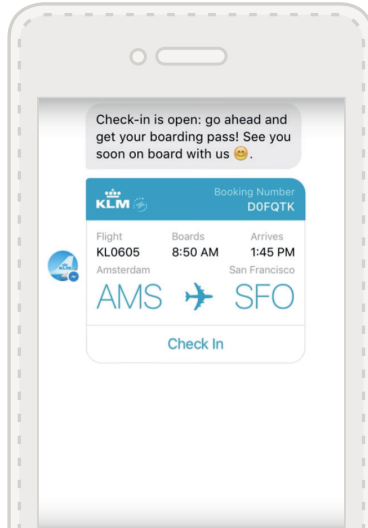 Check-in is open: go ahead and
get your boarding pass! See you
soon on board with us 😊.
KLM
Booking Number
D0FQTK
Flight Boards Arrives
KL0605 8:50 AM 1:45 PM
Amsterdam San Francisco
AMS SFO
Check In